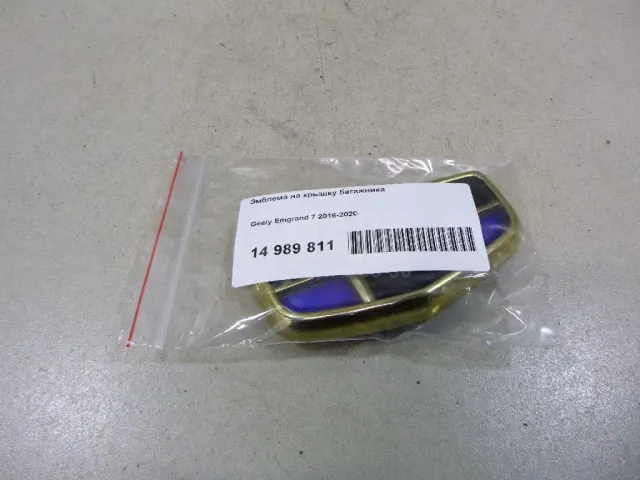 Эмблема на крышку багажника
Geely Emgrand 7 2016-2020
14 989 811